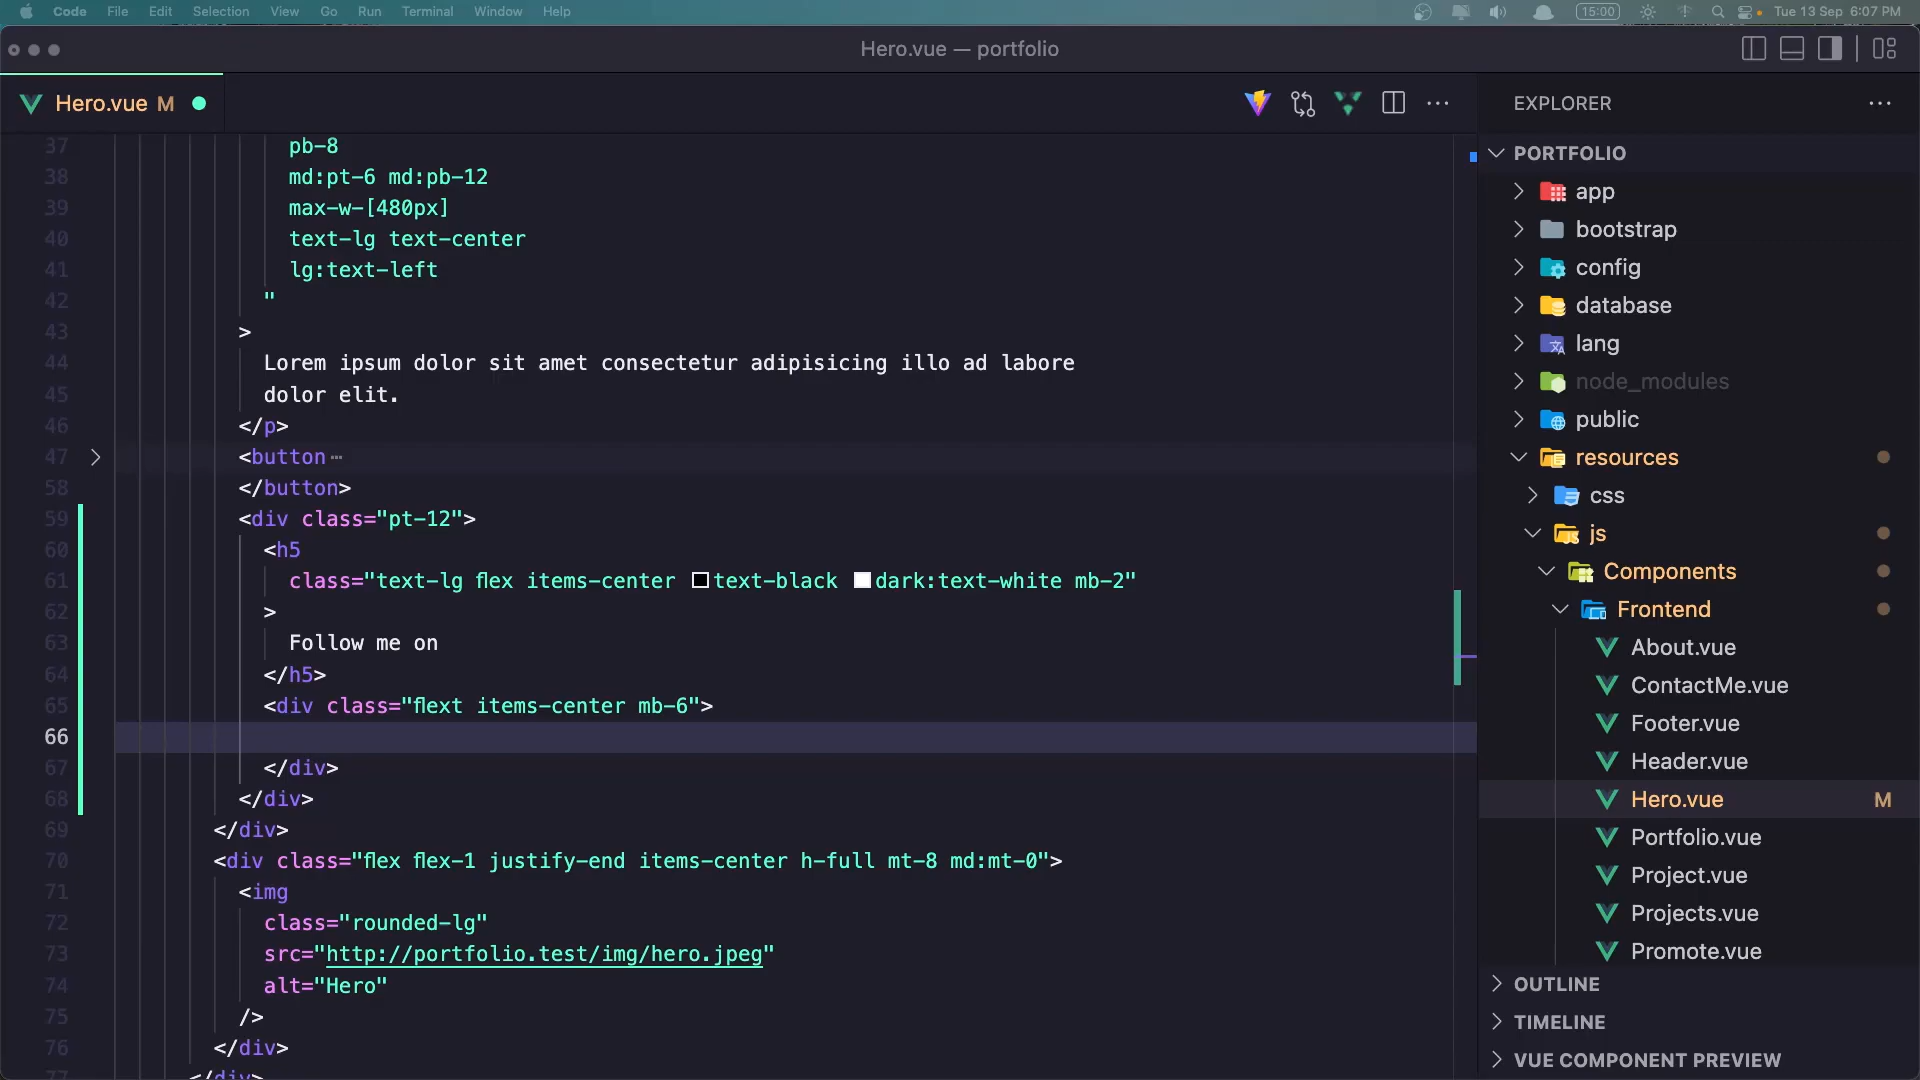 Code File Edit Selection View Go Run Terminal Window Help 15:00 Tue 13 Sep 6:07 PM
Hero.vue — portfolio
Hero.vue M
37 pb-8
38 md:pt-6 md:pb-12
39 max-w-[480px]
40 text-lg text-center
41 lg:text-left
42 "
43 >
44 Lorem ipsum dolor sit amet consectetur adipisicing illo ad labore
45 dolor elit.
46 </p>
47 <button…
58 </button>
59 <div class="pt-12">
60 <h5
61 class="text-lg flex items-center text-black dark:text-white mb-2"
62 >
63 Follow me on
64 </h5>
65 <div class="flext items-center mb-6">
66
67 </div>
68 </div>
69 </div>
70 <div class="flex flex-1 justify-end items-center h-full mt-8 md:mt-0">
71 <img
72 class="rounded-lg"
73 src="http://portfolio.test/img/hero.jpeg"
74 alt="Hero"
75 />
76 </div>
77 </div>
EXPLORER
PORTFOLIO
app
bootstrap
config
database
lang
node_modules
public
resources
css
js
Components
Frontend
About.vue
ContactMe.vue
Footer.vue
Header.vue
Hero.vue M
Portfolio.vue
Project.vue
Projects.vue
Promote.vue
OUTLINE
TIMELINE
VUE COMPONENT PREVIEW